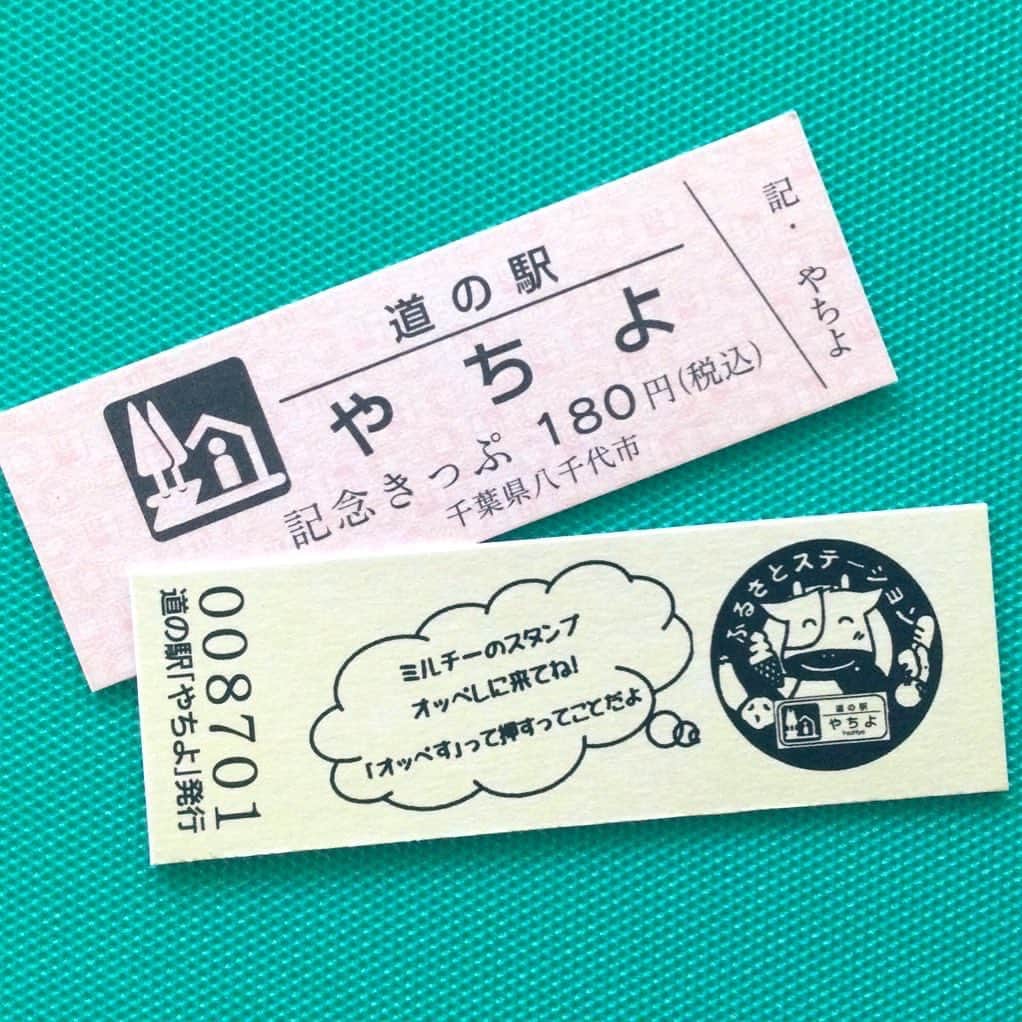 道の駅
やちよ
記念きっぷ 180円(税込)
千葉県八千代市
記・やちよ
008701
道の駅「やちよ」発行
ミルチーのスタンプ
オッペしに来てね!
「オッペす」って押すってことだよ
ふるさとステーション
道の駅
やちよ
Yachiyo